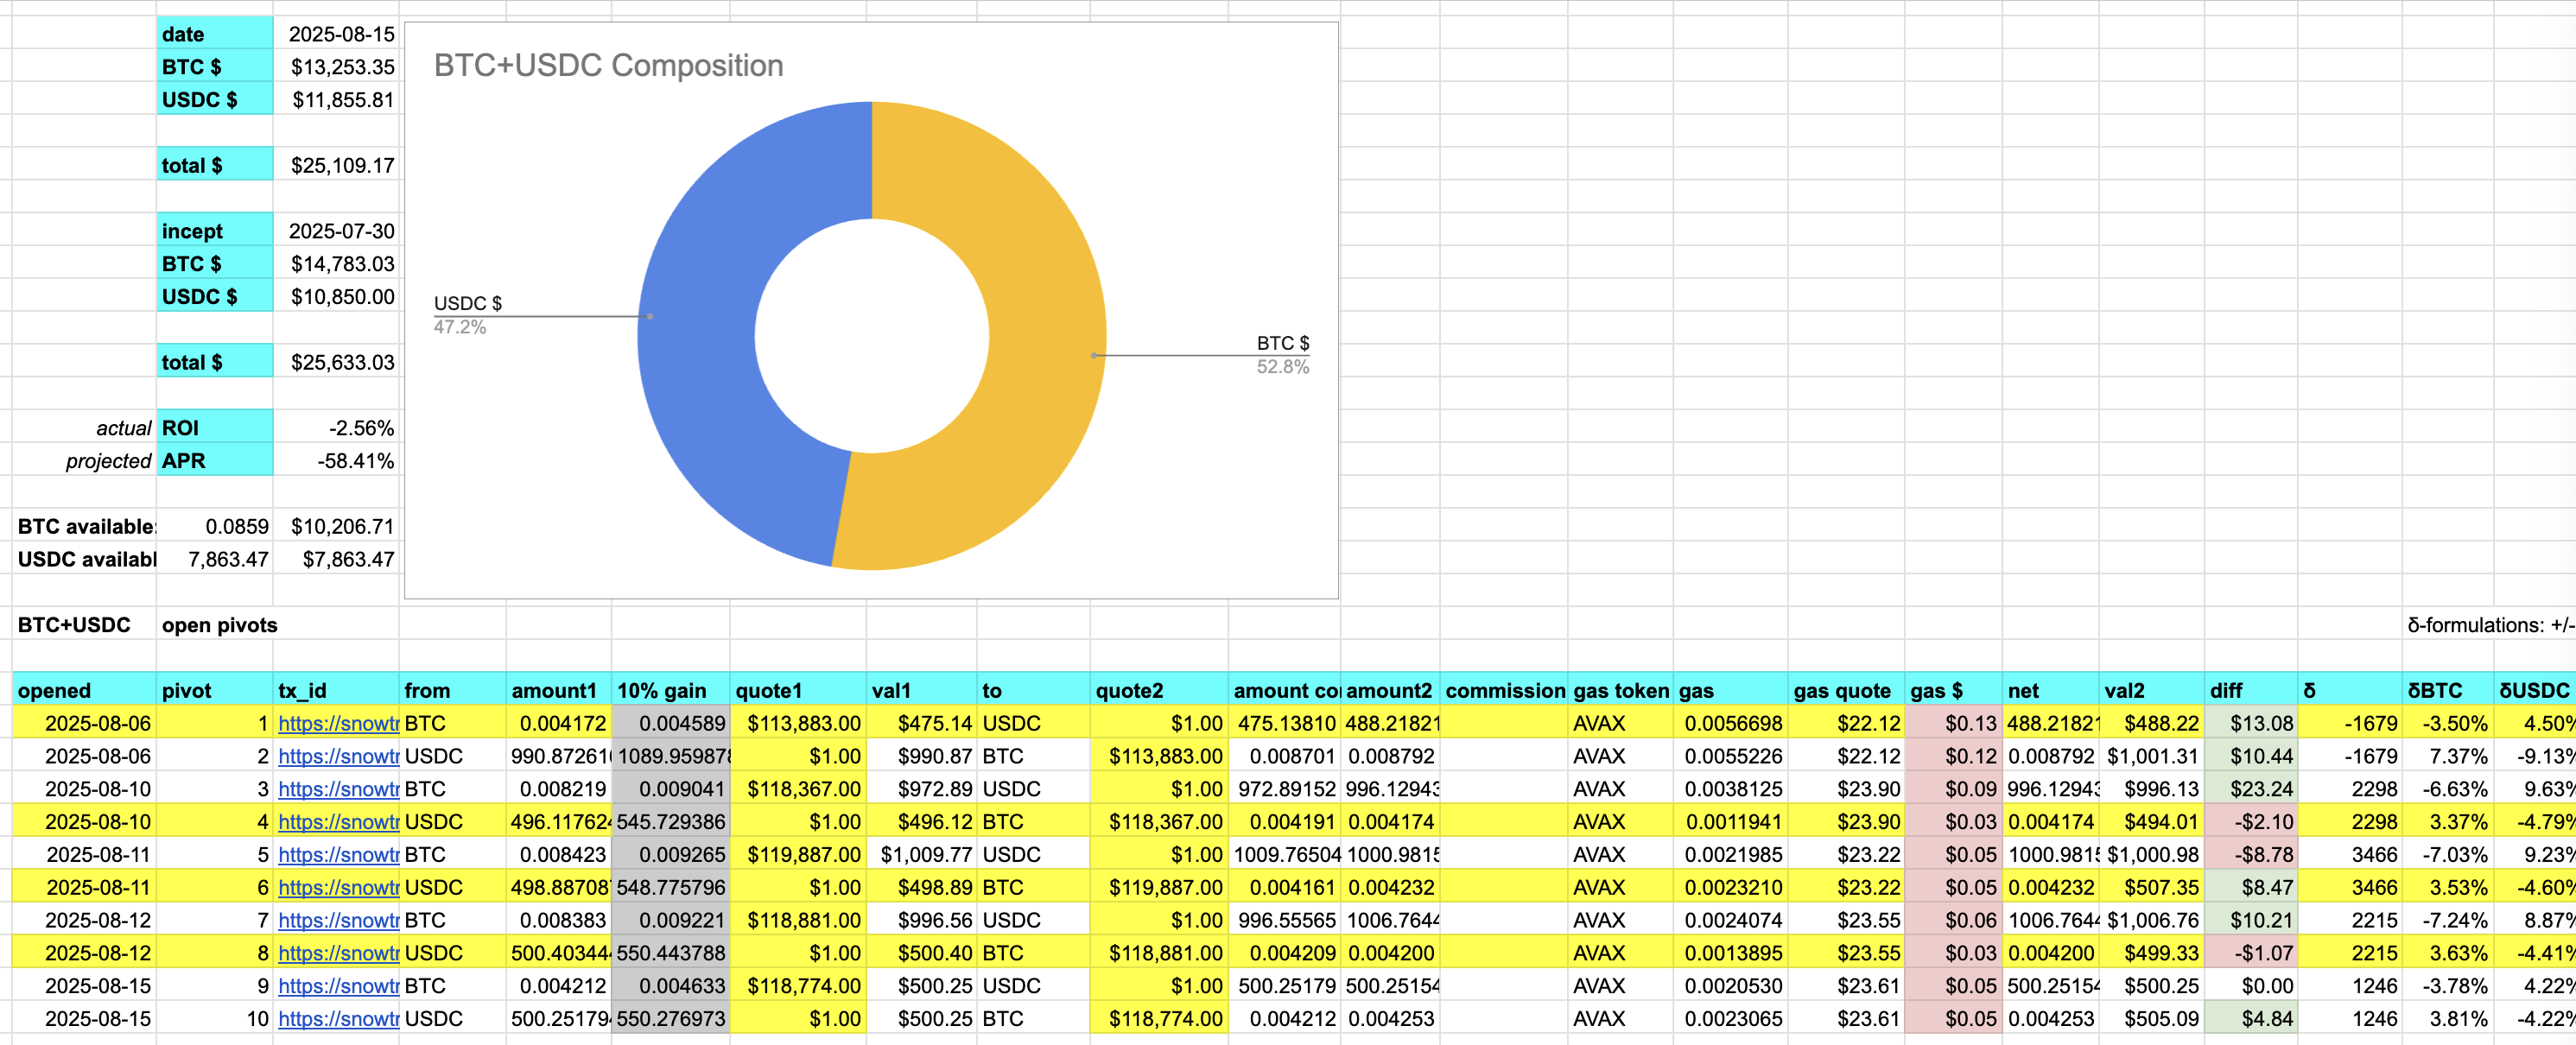 date 2025-08-15
BTC $ $13,253.35
USDC $ $11,855.81
total $ $25,109.17
incept 2025-07-30
BTC $ $14,783.03
USDC $ $10,850.00
total $ $25,633.03
actual ROI -2.56%
projected APR -58.41%
BTC available: 0.0859 $10,206.71
USDC availabl 7,863.47 $7,863.47
BTC+USDC Composition
USDC $
47.2%
BTC $
52.8%
BTC+USDC open pivots δ-formulations: +/-
opened pivot tx_id from amount1 10% gain quote1 val1 to quote2 amount co amount2 commission gas token gas gas quote gas $ net val2 diff δ δBTC δUSDC
2025-08-06 1 https://snowtr BTC 0.004172 0.004589 $113,883.00 $475.14 USDC $1.00 475.13810 488.21821 AVAX 0.0056698 $22.12 $0.13 488.21821 $488.22 $13.08 -1679 -3.50% 4.50%
2025-08-06 2 https://snowtr USDC 990.87261 1089.959878 $1.00 $990.87 BTC $113,883.00 0.008701 0.008792 AVAX 0.0055226 $22.12 $0.12 0.008792 $1,001.31 $10.44 -1679 7.37% -9.13%
2025-08-10 3 https://snowtr BTC 0.008219 0.009041 $118,367.00 $972.89 USDC $1.00 972.89152 996.12943 AVAX 0.0038125 $23.90 $0.09 996.12943 $996.13 $23.24 2298 -6.63% 9.63%
2025-08-10 4 https://snowtr USDC 496.117624 545.729386 $1.00 $496.12 BTC $118,367.00 0.004191 0.004174 AVAX 0.0011941 $23.90 $0.03 0.004174 $494.01 -$2.10 2298 3.37% -4.79%
2025-08-11 5 https://snowtr BTC 0.008423 0.009265 $119,887.00 $1,009.77 USDC $1.00 1009.76504 1000.9815 AVAX 0.0021985 $23.22 $0.05 1000.9815 $1,000.98 -$8.78 3466 -7.03% 9.23%
2025-08-11 6 https://snowtr USDC 498.887087 548.775796 $1.00 $498.89 BTC $119,887.00 0.004161 0.004232 AVAX 0.0023210 $23.22 $0.05 0.004232 $507.35 $8.47 3466 3.53% -4.60%
2025-08-12 7 https://snowtr BTC 0.008383 0.009221 $118,881.00 $996.56 USDC $1.00 996.55565 1006.7644 AVAX 0.0024074 $23.55 $0.06 1006.7644 $1,006.76 $10.21 2215 -7.24% 8.87%
2025-08-12 8 https://snowtr USDC 500.403444 550.443788 $1.00 $500.40 BTC $118,881.00 0.004209 0.004200 AVAX 0.0013895 $23.55 $0.03 0.004200 $499.33 -$1.07 2215 3.63% -4.41%
2025-08-15 9 https://snowtr BTC 0.004212 0.004633 $118,774.00 $500.25 USDC $1.00 500.25179 500.25154 AVAX 0.0020530 $23.61 $0.05 500.25154 $500.25 $0.00 1246 -3.78% 4.22%
2025-08-15 10 https://snowtr USDC 500.251794 550.276973 $1.00 $500.25 BTC $118,774.00 0.004212 0.004253 AVAX 0.0023065 $23.61 $0.05 0.004253 $505.09 $4.84 1246 3.81% -4.22%